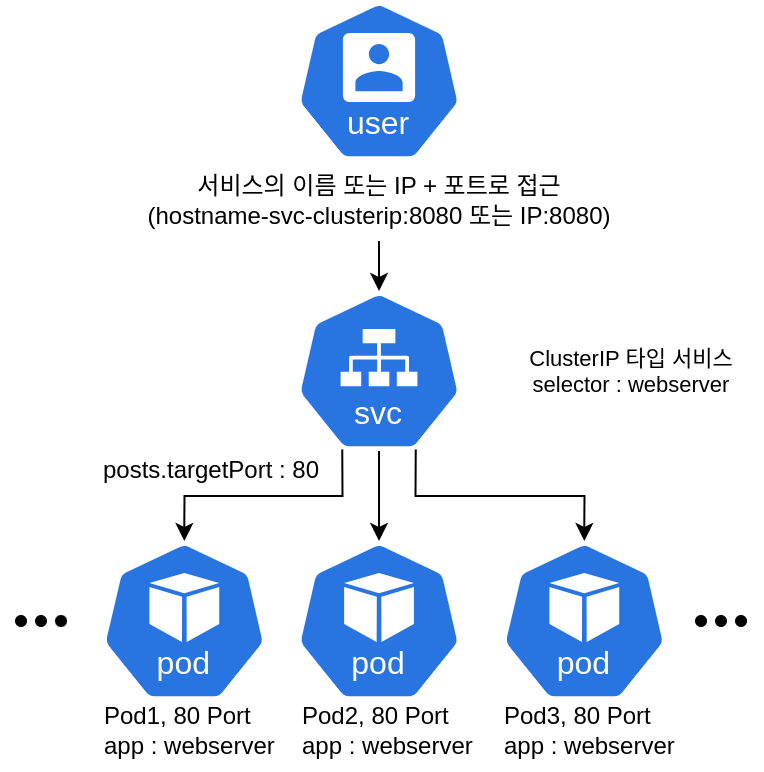 user
서비스의 이름 또는 IP + 포트로 접근
(hostname-svc-clusterip:8080 또는 IP:8080)
svc
ClusterIP 타입 서비스
selector : webserver
posts.targetPort : 80
pod
pod
pod
Pod1, 80 Port
app : webserver
Pod2, 80 Port
app : webserver
Pod3, 80 Port
app : webserver